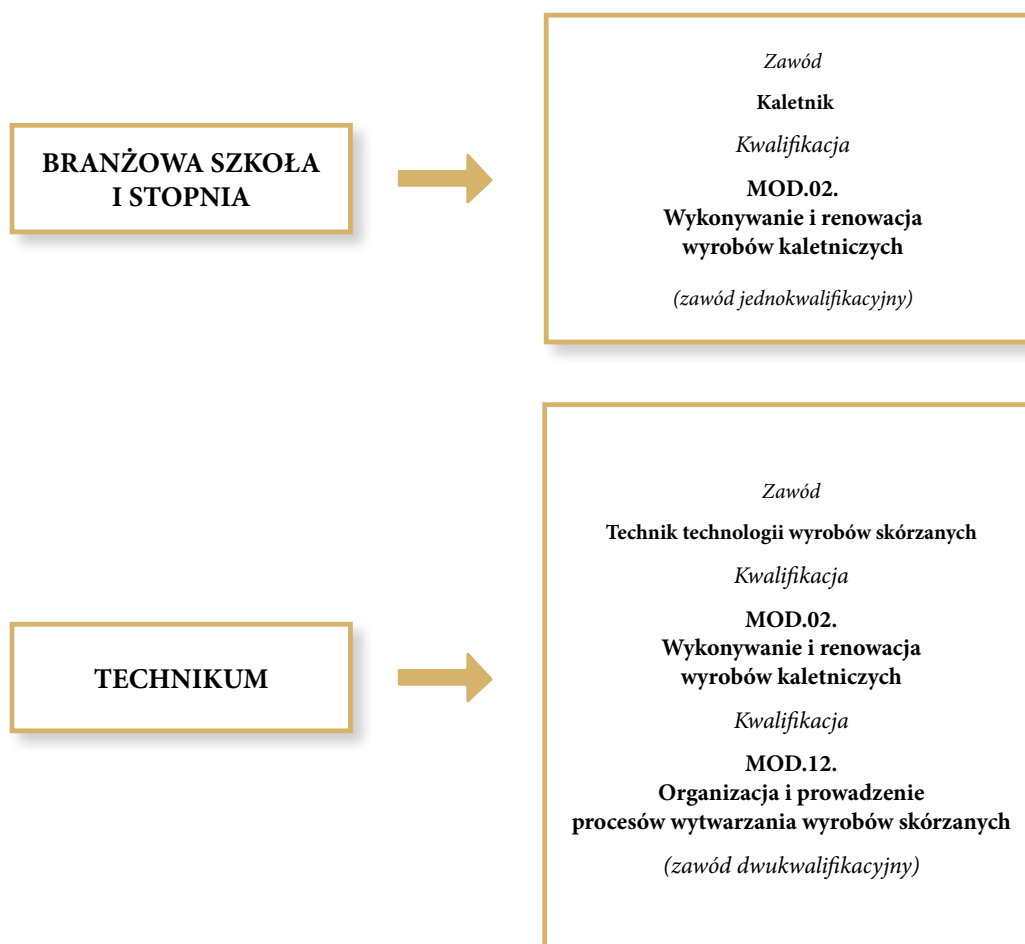 BRANŻOWA SZKOŁA
I STOPNIA
Zawód
Kaletnik
Kwalifikacja
MOD.02.
Wykonywanie i renowacja
wyrobów kaletniczych
(zawód jednokwalifikacyjny)
TECHNIKUM
Zawód
Technik technologii wyrobów skórzanych
Kwalifikacja
MOD.02.
Wykonywanie i renowacja
wyrobów kaletniczych
Kwalifikacja
MOD.12.
Organizacja i prowadzenie
procesów wytwarzania wyrobów skórzanych
(zawód dwukwalifikacyjny)